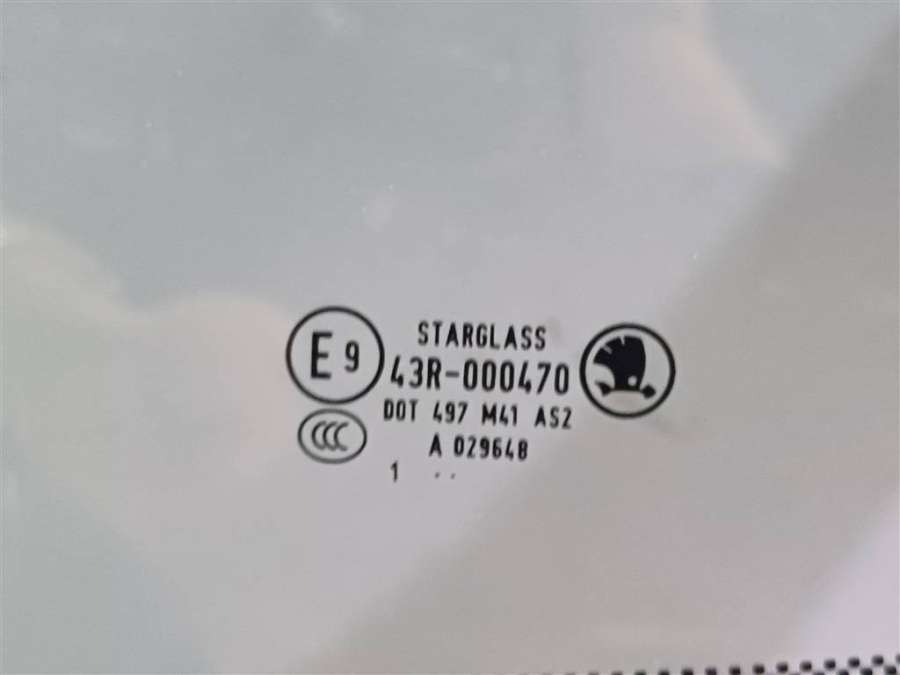 STARGLASS
E9 43R-000470
DOT 497 M41 AS2
CCC
A 029648
1 ..